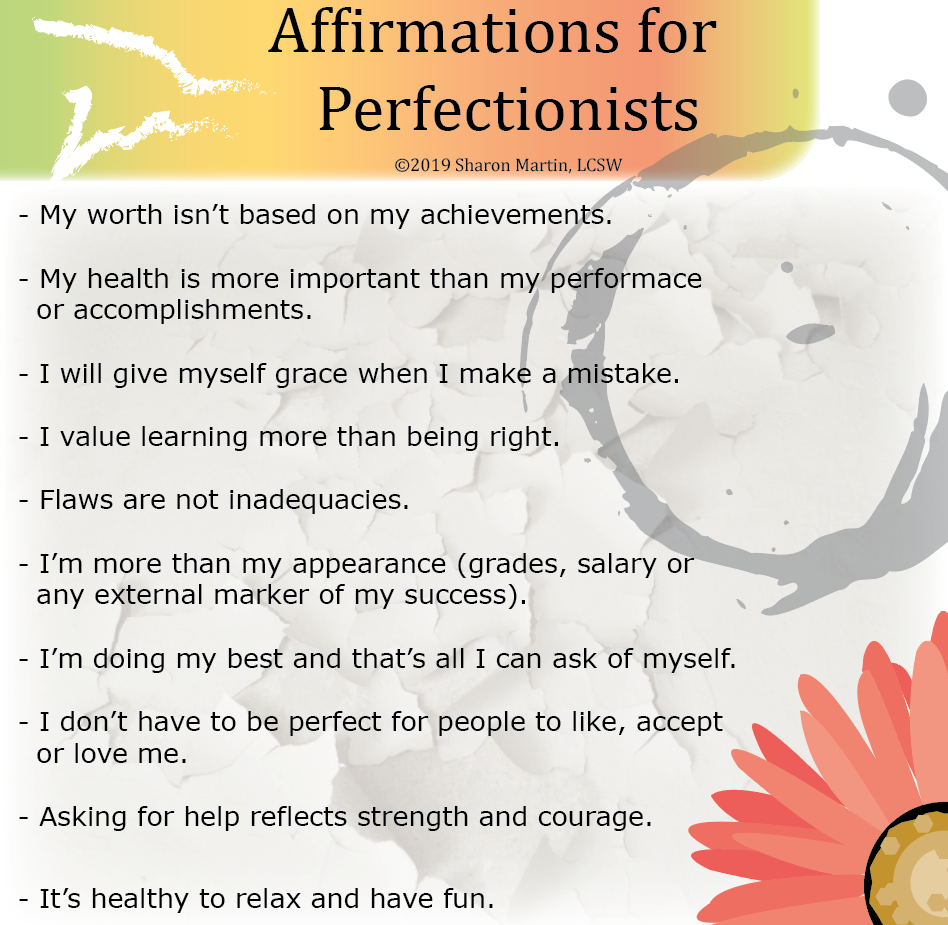 Affirmations for
Perfectionists
©2019 Sharon Martin, LCSW
- My worth isn’t based on my achievements.
- My health is more important than my performace
or accomplishments.
- I will give myself grace when I make a mistake.
- I value learning more than being right.
- Flaws are not inadequacies.
- I’m more than my appearance (grades, salary or
any external marker of my success).
- I’m doing my best and that’s all I can ask of myself.
- I don’t have to be perfect for people to like, accept
or love me.
- Asking for help reflects strength and courage.
- It’s healthy to relax and have fun.